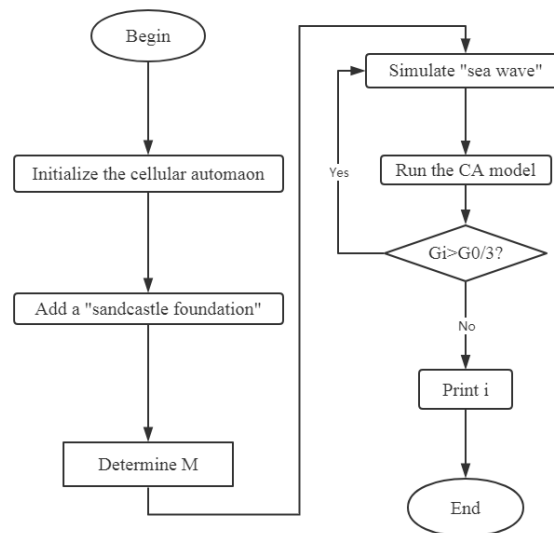 Begin
Initialize the cellular automaon
Add a "sandcastle foundation"
Determine M
Simulate "sea wave"
Run the CA model
Gi>G0/3?
Yes
No
Print i
End